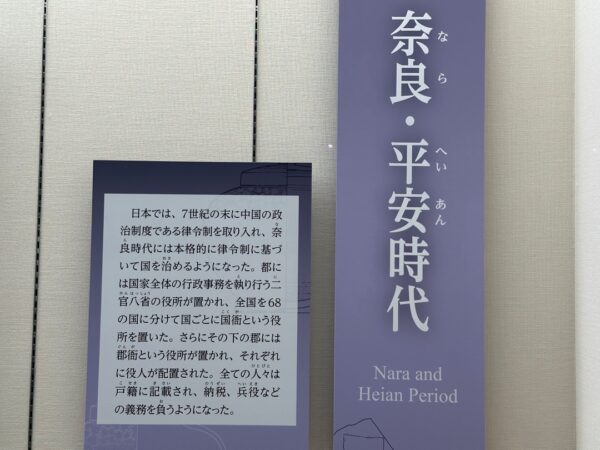 日本では、7世紀の末に中国の政
治制度である律令制を取り入れ、奈
良時代には本格的に律令制に基づ
いて国を治めるようになった。都に
は国家全体の行政事務を執り行う二
官八省の役所が置かれ、全国を68
の国に分けて国ごとに国衙という役
所を置いた。さらにその下の郡には
郡衙という役所が置かれ、それぞれ
に役人が配置された。全ての人々は
戸籍に記載され、納税、兵役など
の義務を負うようになった。
奈良・平安時代
なら へいあん
Nara and
Heian Period